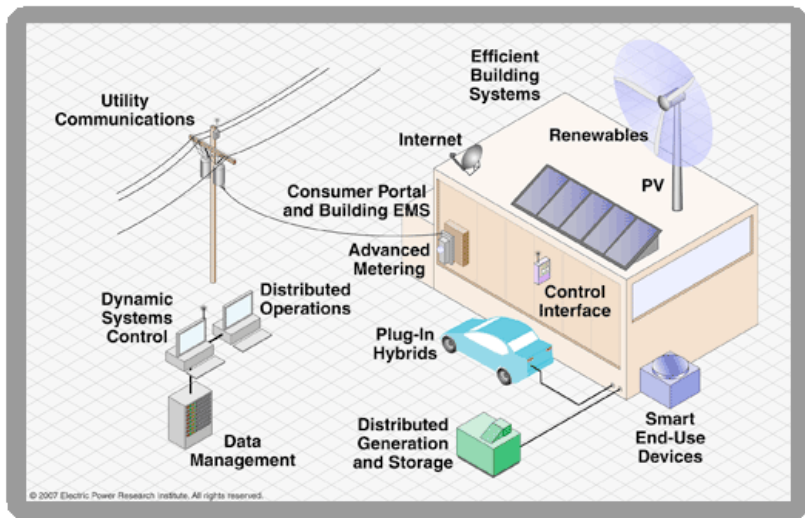 Efficient
Building
Systems
Utility
Communications
Internet
Renewables
PV
Consumer Portal
and Building EMS
Advanced
Metering
Control
Interface
Dynamic
Systems
Control
Distributed
Operations
Plug-In
Hybrids
Data
Management
Distributed
Generation
and Storage
Smart
End-Use
Devices
© 2007 Electric Power Research Institute. All rights reserved.